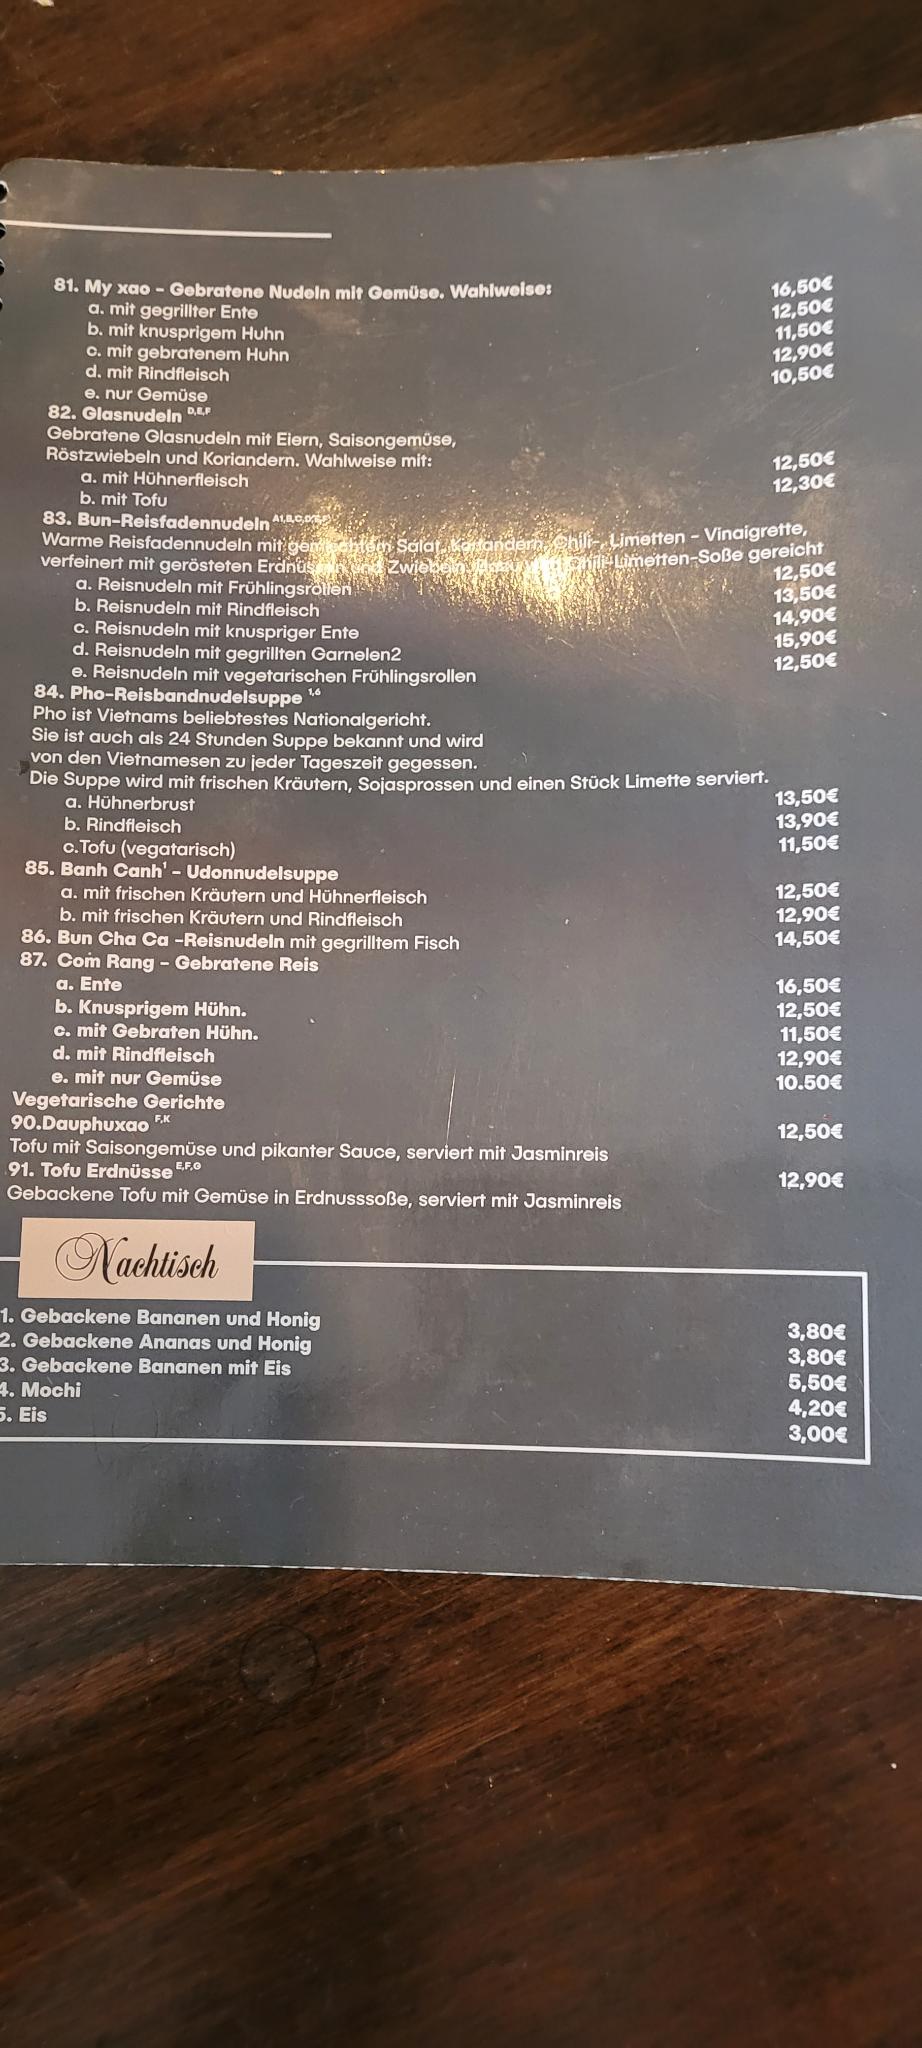 81. My xao - Gebratene Nudeln mit Gemüse. Wahlweise:
a. mit gegrillter Ente 16,50€
b. mit knusprigem Huhn 12,50€
c. mit gebratenem Huhn 11,50€
d. mit Rindfleisch 12,90€
e. nur Gemüse 10,50€
82. Glasnudeln D,E,F
Gebratene Glasnudeln mit Eiern, Saisongemüse,
Röstzwiebeln und Koriandern. Wahlweise mit:
a. mit Hühnerfleisch 12,50€
b. mit Tofu 12,30€
83. Bun-Reisfadennudeln
Warme Reisfadennudeln mit gemischtem Salat, Koriandern, Chili-, Limetten - Vinaigrette,
verfeinert mit gerösteten Erdnüssen und Zwiebeln. Chili-Limetten-Soße gereicht
a. Reisnudeln mit Frühlingsrollen 12,50€
b. Reisnudeln mit Rindfleisch 13,50€
c. Reisnudeln mit knuspriger Ente 14,90€
d. Reisnudeln mit gegrillten Garnelen2 15,90€
e. Reisnudeln mit vegetarischen Frühlingsrollen 12,50€
84. Pho-Reisbandnudelsuppe 1,6
Pho ist Vietnams beliebtestes Nationalgericht.
Sie ist auch als 24 Stunden Suppe bekannt und wird
von den Vietnamesen zu jeder Tageszeit gegessen.
Die Suppe wird mit frischen Kräutern, Sojasprossen und einen Stück Limette serviert.
a. Hühnerbrust 13,50€
b. Rindfleisch 13,90€
c.Tofu (vegatarisch) 11,50€
85. Banh Canh¹ - Udonnudelsuppe
a. mit frischen Kräutern und Hühnerfleisch 12,50€
b. mit frischen Kräutern und Rindfleisch 12,90€
86. Bun Cha Ca -Reisnudeln mit gegrilltem Fisch 14,50€
87. Com Rang - Gebratene Reis
a. Ente 16,50€
b. Knusprigem Hühn. 12,50€
c. mit Gebraten Hühn. 11,50€
d. mit Rindfleisch 12,90€
e. mit nur Gemüse 10.50€
Vegetarische Gerichte
90.Dauphuxao F,K 12,50€
Tofu mit Saisongemüse und pikanter Sauce, serviert mit Jasminreis
91. Tofu Erdnüsse E,F,G 12,90€
Gebackene Tofu mit Gemüse in Erdnusssoße, serviert mit Jasminreis
Nachtisch
1. Gebackene Bananen und Honig 3,80€
2. Gebackene Ananas und Honig 3,80€
3. Gebackene Bananen mit Eis 5,50€
4. Mochi 4,20€
5. Eis 3,00€